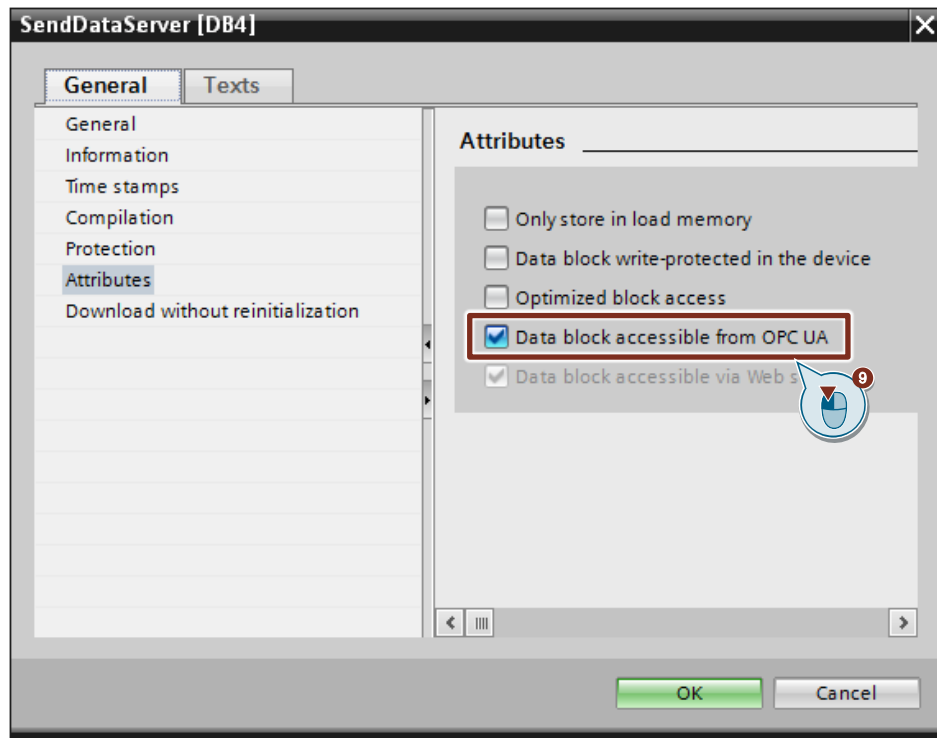 SendDataServer [DB4]
General
Texts
General
Information
Time stamps
Compilation
Protection
Attributes
Download without reinitialization
Attributes
Only store in load memory
Data block write-protected in the device
Optimized block access
Data block accessible from OPC UA
Data block accessible via Web s
9
OK
Cancel